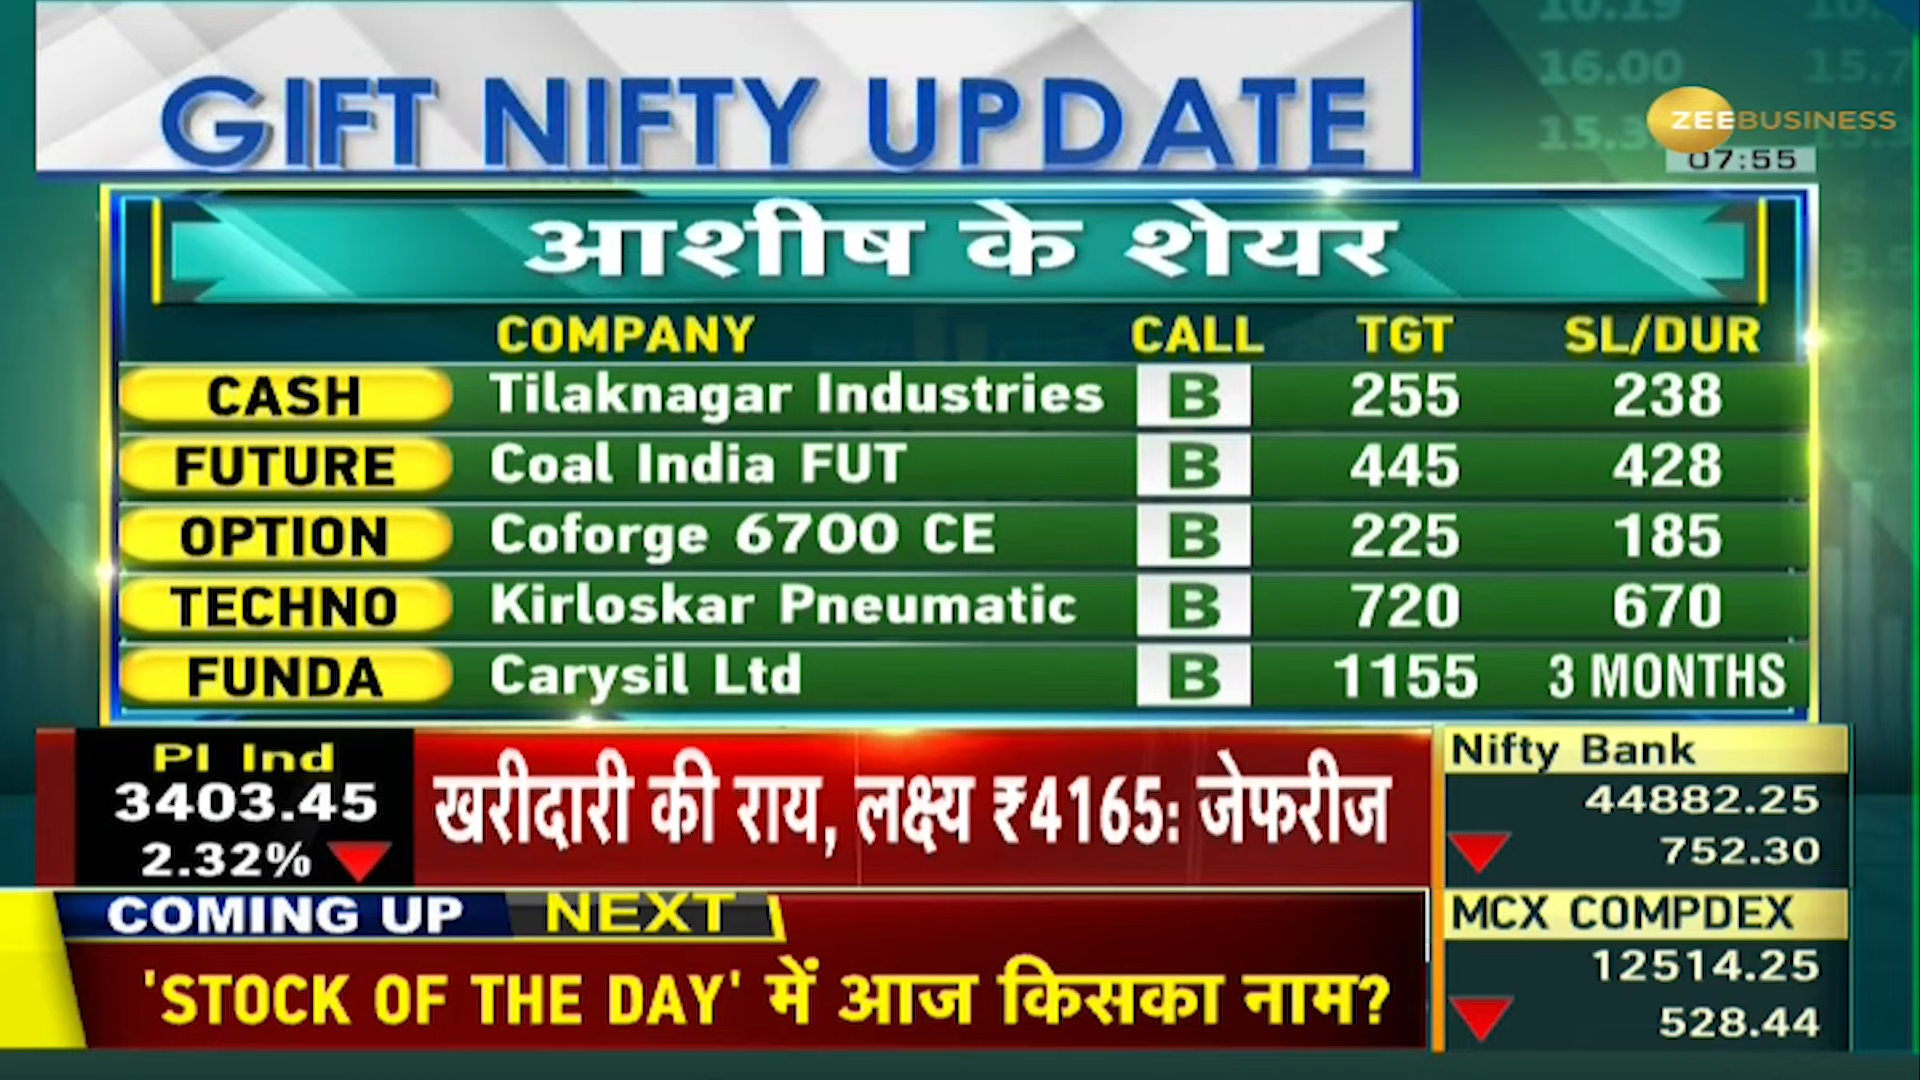 GIFT NIFTY UPDATE
ZEEBUSINESS
07:55
आशीष के शेयर
COMPANY CALL TGT SL/DUR
CASH Tilaknagar Industries B 255 238
FUTURE Coal India FUT B 445 428
OPTION Coforge 6700 CE B 225 185
TECHNO Kirloskar Pneumatic B 720 670
FUNDA Carysil Ltd B 1155 3 MONTHS
PI Ind
3403.45
2.32%
खरीदारी की राय, लक्ष्य ₹4165: जेफरीज
Nifty Bank
44882.25
752.30
COMING UP NEXT
'STOCK OF THE DAY' में आज किसका नाम?
MCX COMPDEX
12514.25
528.44